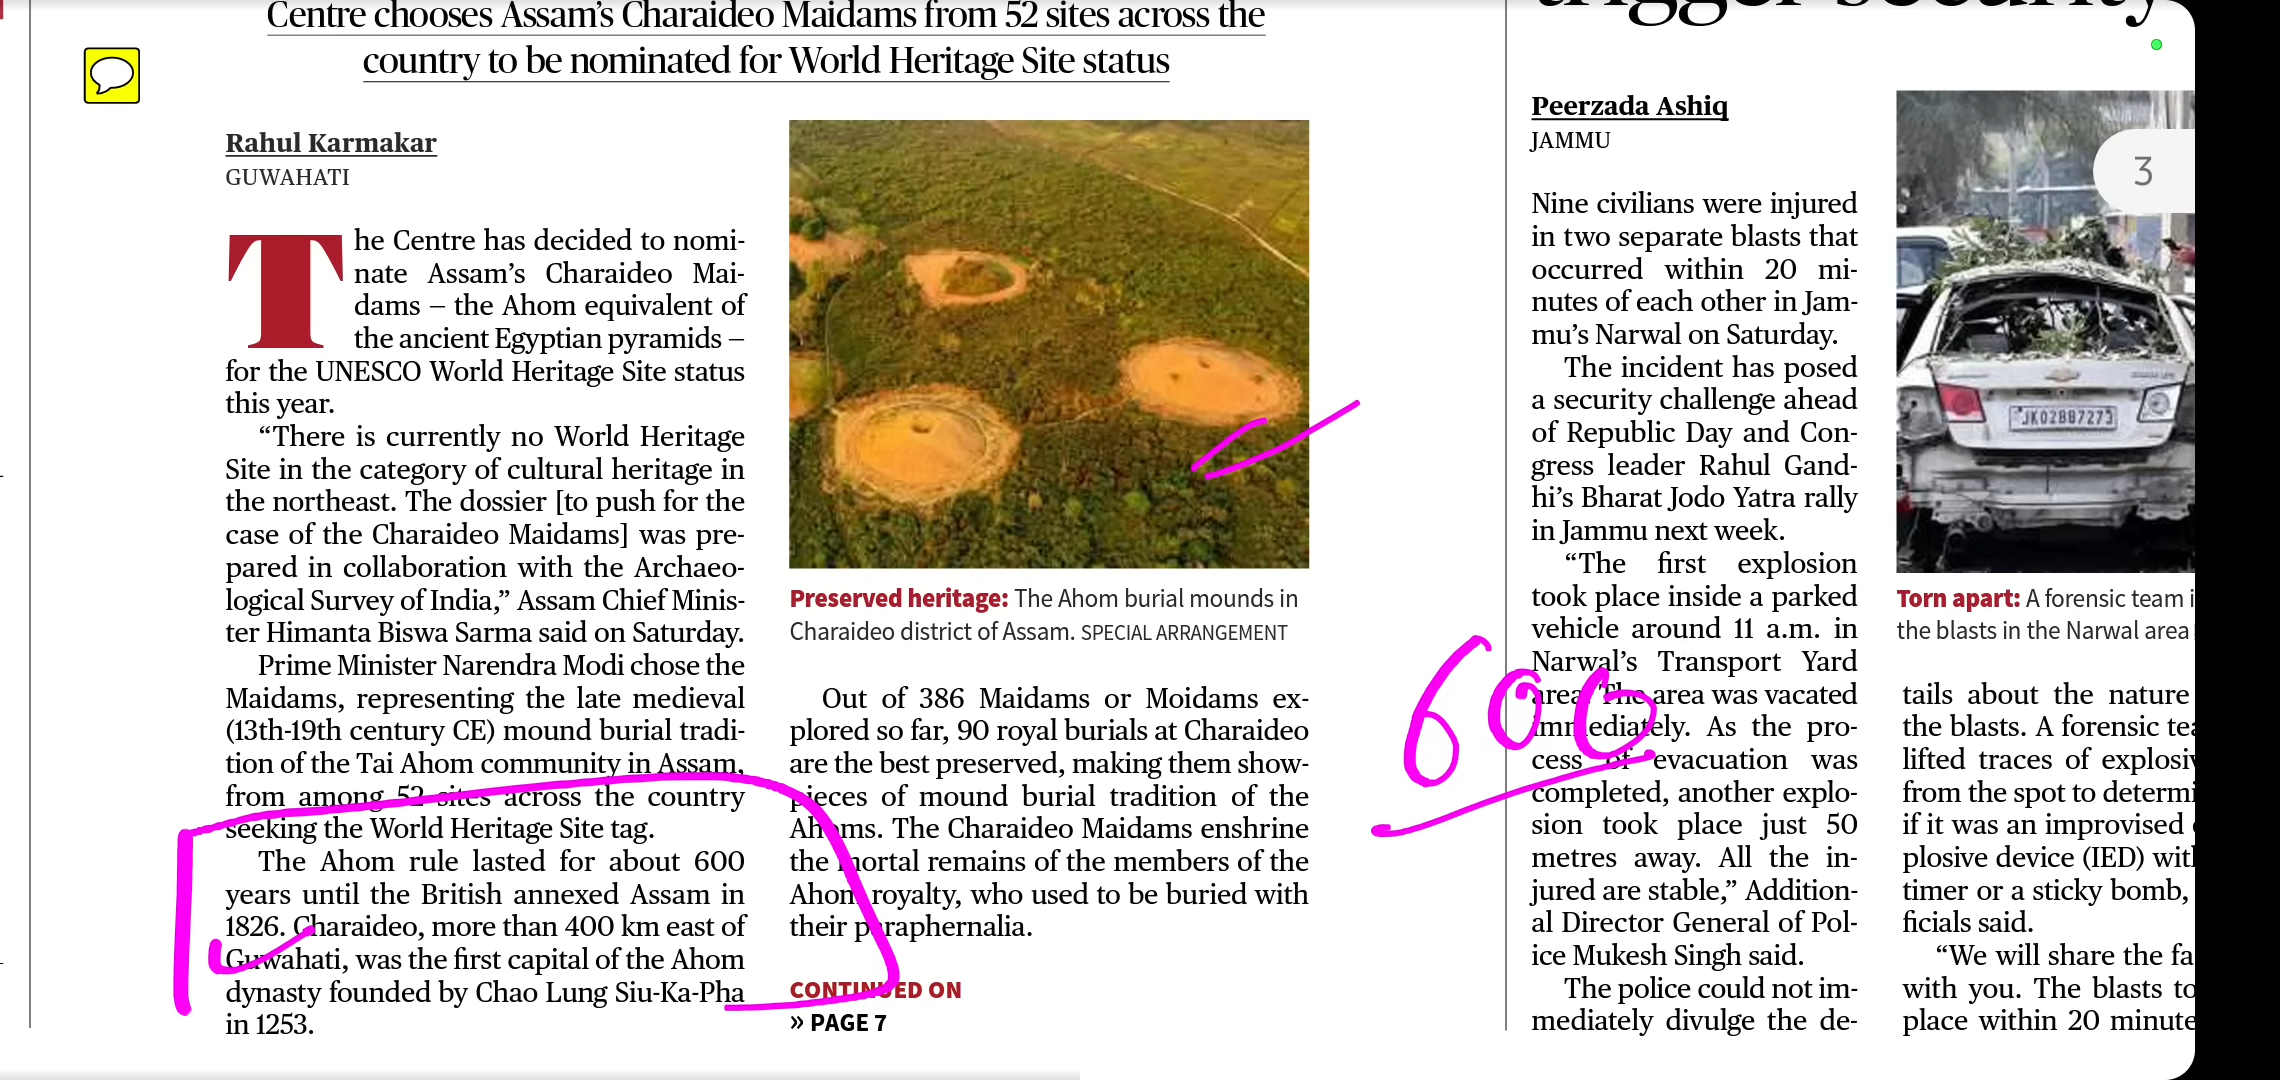 Centre chooses Assam's Charaideo Maidams from 52 sites across the
country to be nominated for World Heritage Site status
Rahul Karmakar
GUWAHATI
The Centre has decided to nomi-
nate Assam's Charaideo Mai-
dams – the Ahom equivalent of
the ancient Egyptian pyramids –
for the UNESCO World Heritage Site status
this year.
“There is currently no World Heritage
Site in the category of cultural heritage in
the northeast. The dossier [to push for the
case of the Charaideo Maidams] was pre-
pared in collaboration with the Archaeo-
logical Survey of India,” Assam Chief Minis-
ter Himanta Biswa Sarma said on Saturday.
Prime Minister Narendra Modi chose the
Maidams, representing the late medieval
(13th-19th century CE) mound burial tradi-
tion of the Tai Ahom community in Assam,
from among 52 sites across the country
seeking the World Heritage Site tag.
The Ahom rule lasted for about 600
years until the British annexed Assam in
1826. Charaideo, more than 400 km east of
Guwahati, was the first capital of the Ahom
dynasty founded by Chao Lung Siu-Ka-Pha
in 1253.
Preserved heritage: The Ahom burial mounds in
Charaideo district of Assam. SPECIAL ARRANGEMENT
Out of 386 Maidams or Moidams ex-
plored so far, 90 royal burials at Charaideo
are the best preserved, making them show-
pieces of mound burial tradition of the
Ahoms. The Charaideo Maidams enshrine
the mortal remains of the members of the
Ahom royalty, who used to be buried with
their paraphernalia.
CONTINUED ON
» PAGE 7
600
trigger security
Peerzada Ashiq
JAMMU
Nine civilians were injured
in two separate blasts that
occurred within 20 mi-
nutes of each other in Jam-
mu's Narwal on Saturday.
The incident has posed
a security challenge ahead
of Republic Day and Con-
gress leader Rahul Gand-
hi's Bharat Jodo Yatra rally
in Jammu next week.
“The first explosion
took place inside a parked
vehicle around 11 a.m. in
Narwal's Transport Yard
area. The area was vacated
immediately. As the pro-
cess of evacuation was
completed, another explo-
sion took place just 50
metres away. All the in-
jured are stable,” Addition-
al Director General of Pol-
ice Mukesh Singh said.
The police could not im-
mediately divulge the de-
3
JK02BB7273
Torn apart: A forensic team i
the blasts in the Narwal area
tails about the nature
the blasts. A forensic tea
lifted traces of explosiv
from the spot to determi
if it was an improvised
plosive device (IED) with
timer or a sticky bomb,
ficials said.
“We will share the fa
with you. The blasts to
place within 20 minute